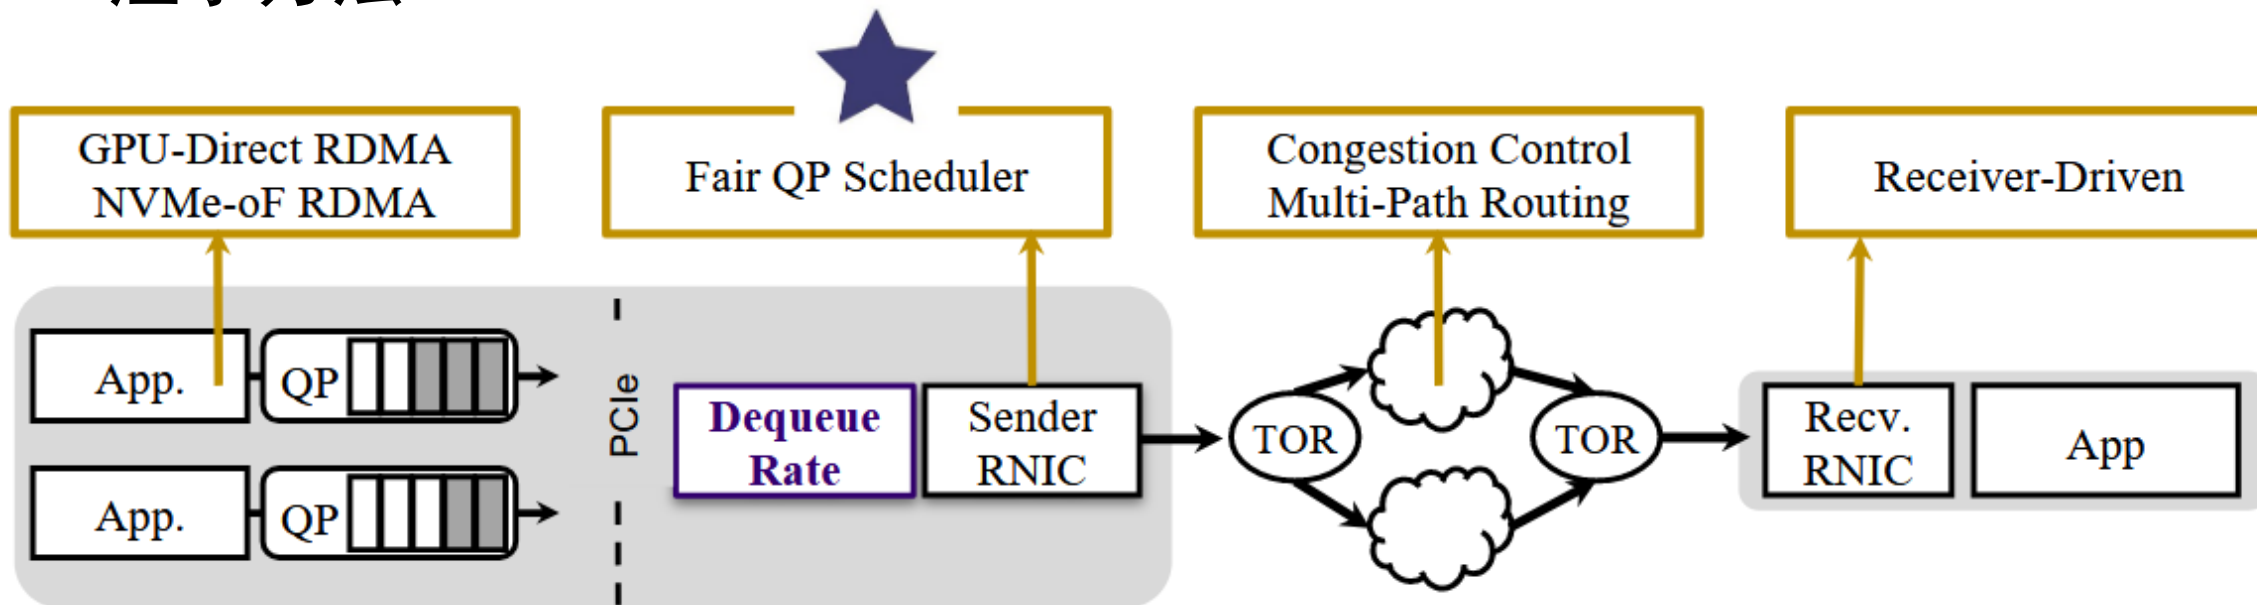 GPU-Direct RDMA
NVMe-oF RDMA
Fair QP Scheduler
Congestion Control
Multi-Path Routing
Receiver-Driven
App.
QP
App.
QP
PCIe
Dequeue
Rate
Sender
RNIC
TOR
TOR
Recv.
RNIC
App